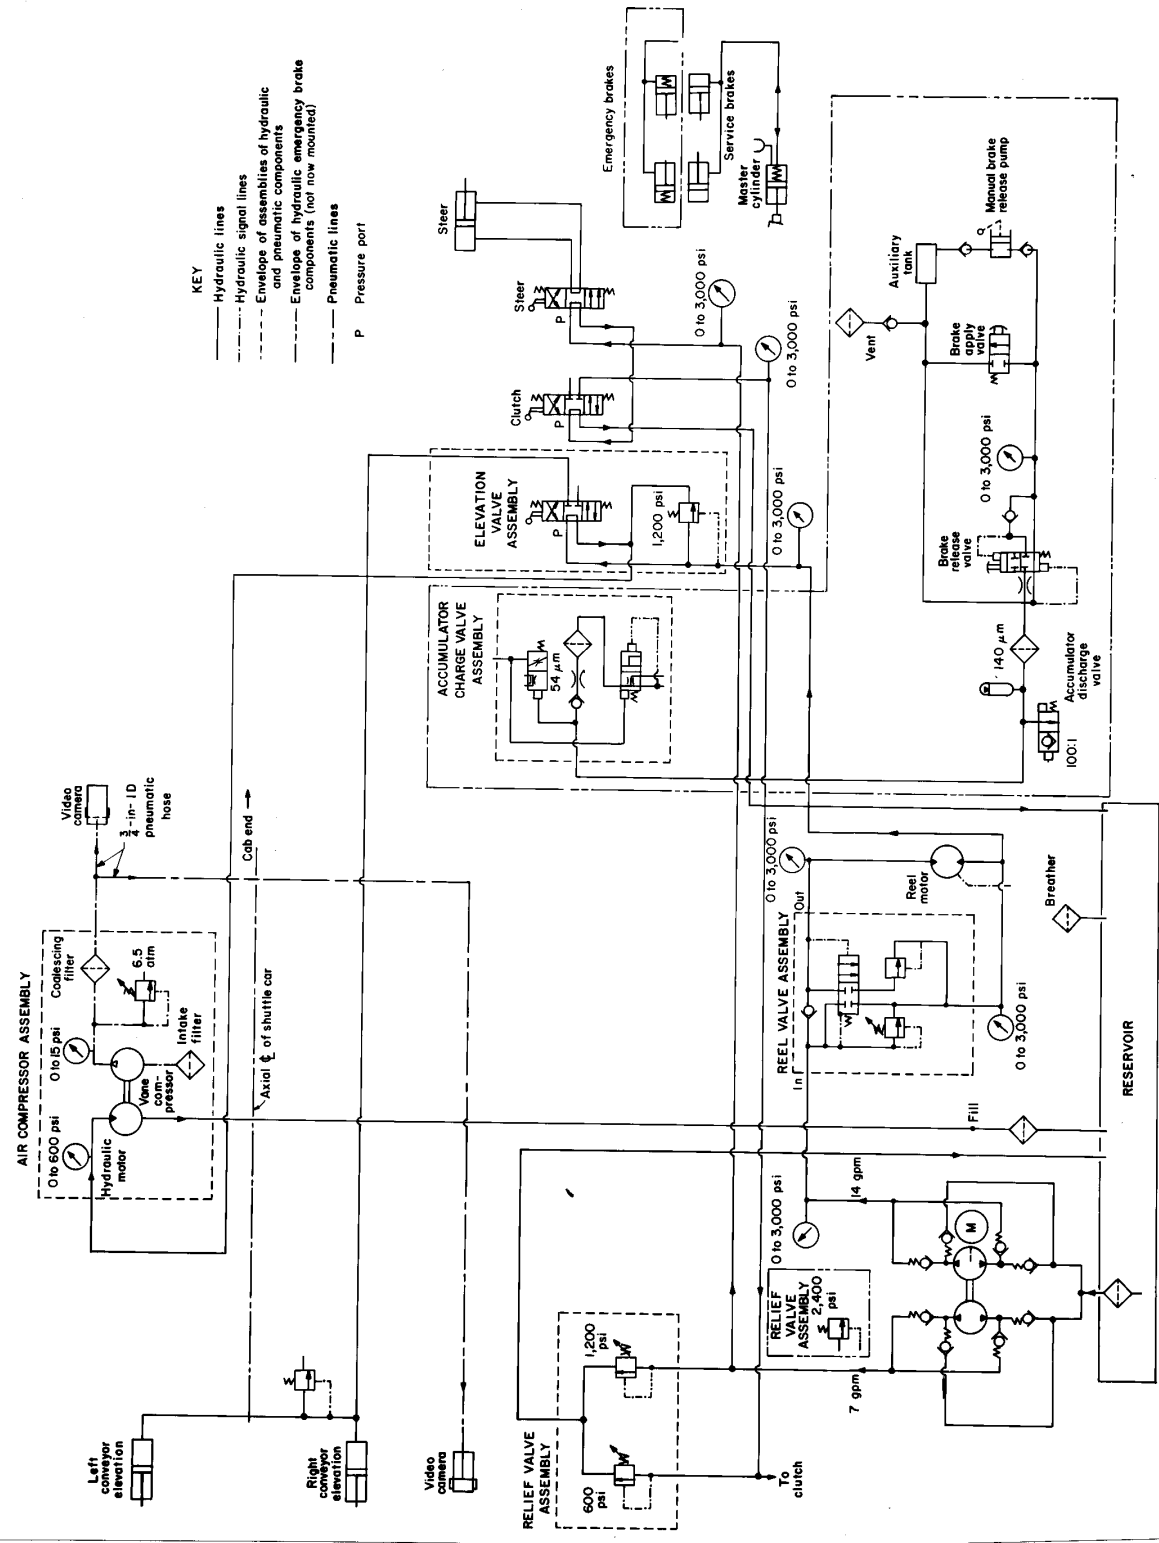 KEY
Hydraulic lines
Hydraulic signal lines
Envelope of assemblies of hydraulic
and pneumatic components
Envelope of hydraulic emergency brake
components (not now mounted)
Pneumatic lines
P Pressure port
Emergency brakes
Service brakes
Master
cylinder
Steer
Steer
P
0 to 3,000 psi
Clutch
P
0 to 3,000 psi
ELEVATION
VALVE
ASSEMBLY
P
1,200 psi
0 to 3,000 psi
Manual brake
release pump
Auxiliary
tank
Vent
Brake
apply
valve
0 to 3,000 psi
Brake
release
valve
140 μm
Accumulator
discharge
valve
100:1
ACCUMULATOR
CHARGE VALVE
ASSEMBLY
54 μm
Video
camera
3/4-in-ID
pneumatic
hose
Cab end
Axial ℄ of shuttle car
AIR COMPRESSOR ASSEMBLY
Coalescing
filter
6.5
atm
0 to 15 psi
Intake
filter
Vane
com-
pressor
0 to 600 psi
Hydraulic
motor
0 to 3,000 psi
Reel
motor
Breather
REEL VALVE ASSEMBLY
Out
In
0 to 3,000 psi
RESERVOIR
Fill
14 gpm
0 to 3,000 psi
M
RELIEF
VALVE
ASSEMBLY
2,400
psi
7 gpm
Left
conveyor
elevation
Right
conveyor
elevation
Video
camera
RELIEF VALVE
ASSEMBLY
1,200
psi
600
psi
To
clutch